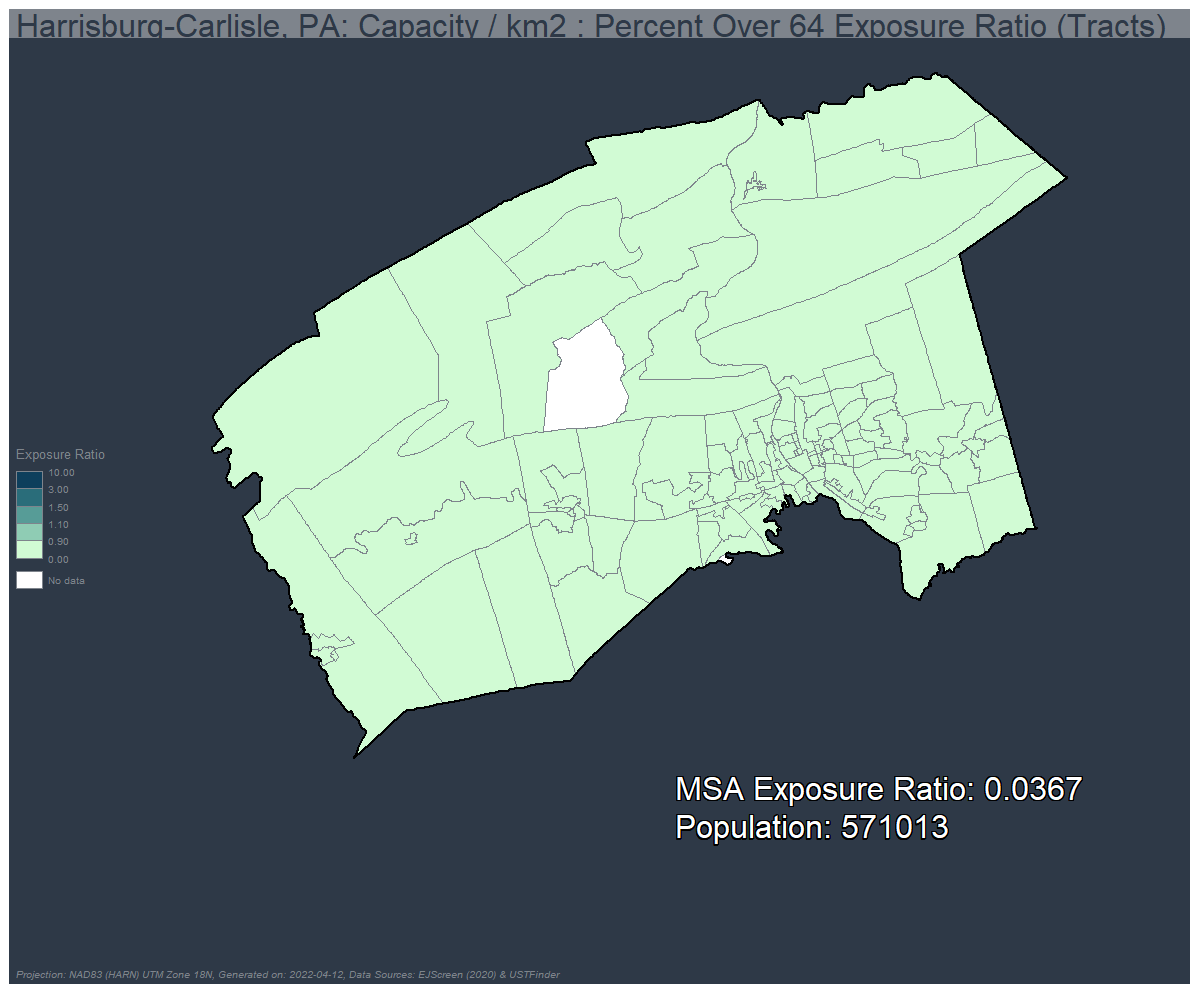 Harrisburg-Carlisle, PA: Capacity / km2 : Percent Over 64 Exposure Ratio (Tracts)
Exposure Ratio
10.00
3.00
1.50
1.10
0.90
0.00
No data
MSA Exposure Ratio: 0.0367
Population: 571013
Projection: NAD83 (HARN) UTM Zone 18N, Generated on: 2022-04-12, Data Sources: EJScreen (2020) & USTFinder